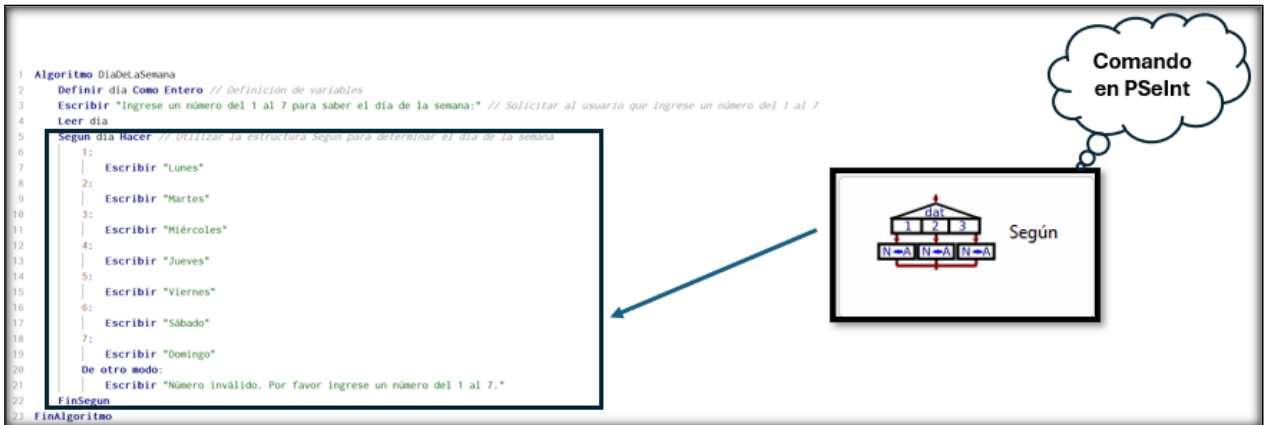 1 Algoritmo DiaDeLaSemana
2 Definir dia Como Entero // Definición de variables
3 Escribir "Ingrese un número del 1 al 7 para saber el día de la semana:" // Solicitar al usuario que ingrese un número del 1 al 7
4 Leer dia
5 Segun dia Hacer // Utilizar la estructura Segun para determinar el día de la semana
6 1:
7 Escribir "Lunes"
8 2:
9 Escribir "Martes"
10 3:
11 Escribir "Miércoles"
12 4:
13 Escribir "Jueves"
14 5:
15 Escribir "Viernes"
16 6:
17 Escribir "Sábado"
18 7:
19 Escribir "Domingo"
20 De otro modo:
21 Escribir "Número inválido. Por favor ingrese un número del 1 al 7."
22 FinSegun
23 FinAlgoritmo
Comando
en PSeInt
dat
1 2 3
N A N A N A
Según